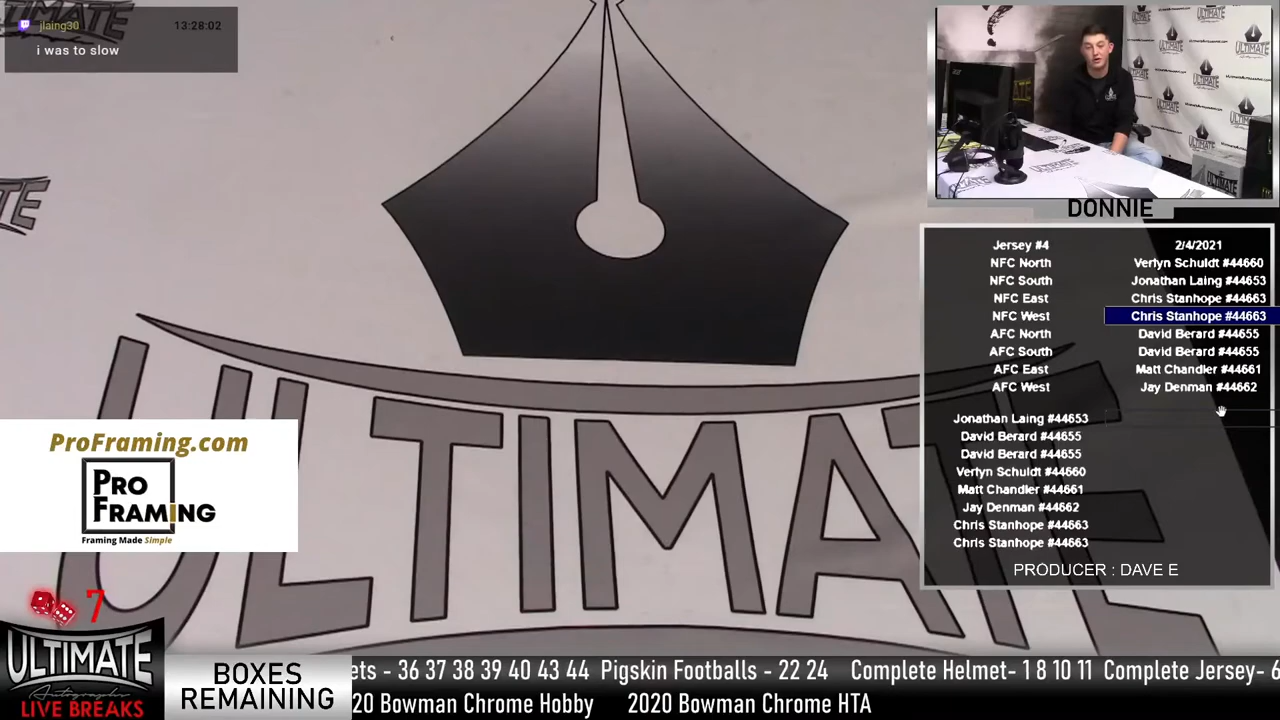 jlaing30 13:28:02
i was to slow
ULTIMATE
ProFraming.com
PRO
FRAMING
Framing Made Simple
7
ULTIMATE
Autographs
LIVE BREAKS
BOXES
REMAINING
ets - 36 37 38 39 40 43 44 Pigskin Footballs - 22 24 Complete Helmet- 1 8 10 11 Complete Jersey- 6
20 Bowman Chrome Hobby 2020 Bowman Chrome HTA
ULTIMATE
DONNIE
Jersey #4 2/4/2021
NFC North Verlyn Schuldt #44660
NFC South Jonathan Laing #44653
NFC East Chris Stanhope #44663
NFC West Chris Stanhope #44663
AFC North David Berard #44655
AFC South David Berard #44655
AFC East Matt Chandler #44661
AFC West Jay Denman #44662
Jonathan Laing #44653
David Berard #44655
David Berard #44655
Verlyn Schuldt #44660
Matt Chandler #44661
Jay Denman #44662
Chris Stanhope #44663
Chris Stanhope #44663
PRODUCER : DAVE E